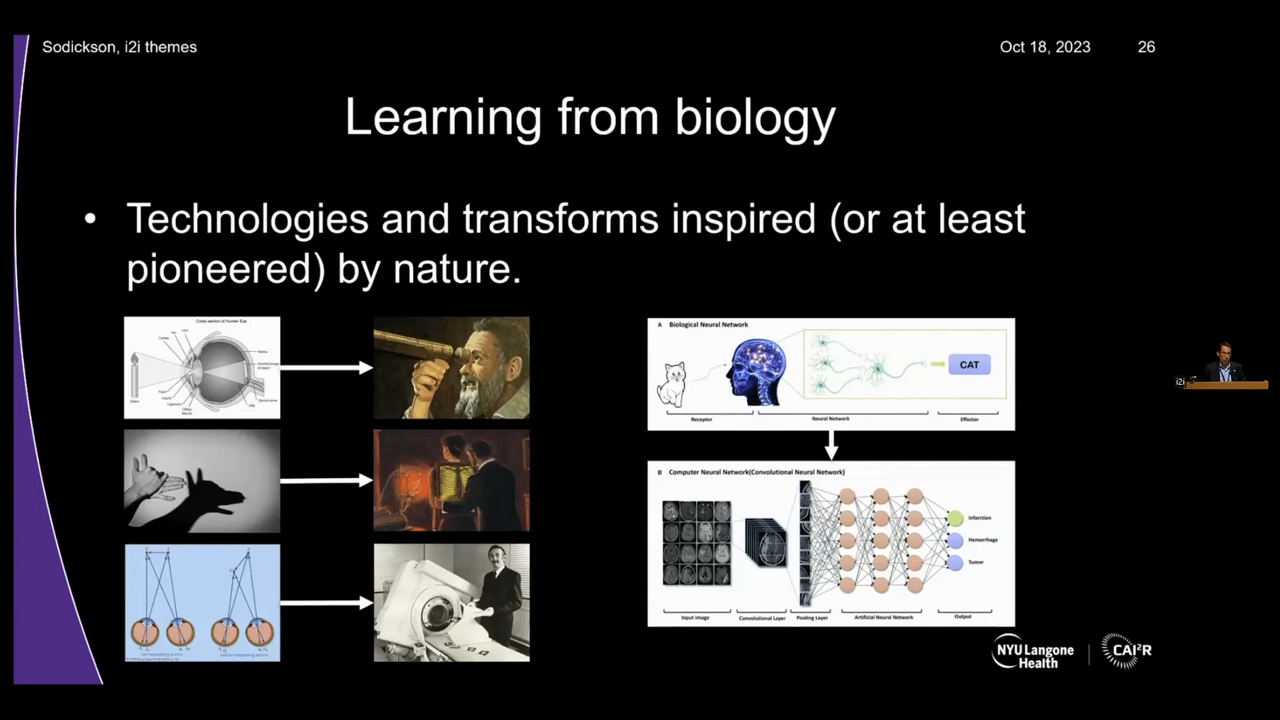 Sodickson, i2i themes
Oct 18, 2023
26
Learning from biology
• Technologies and transforms inspired (or at least
pioneered) by nature.
Cross section of Human Eye
A Biological Neural Network
CAT
Receptor
Neural Network
Effector
B Computer Neural Network(Convolutional Neural Network)
Infarction
Hemorrhage
Tumor
Input image
Convolutional Layer
Pooling Layer
Artificial Neural Network
Output
NYU Langone
Health
CAI²R
i2i